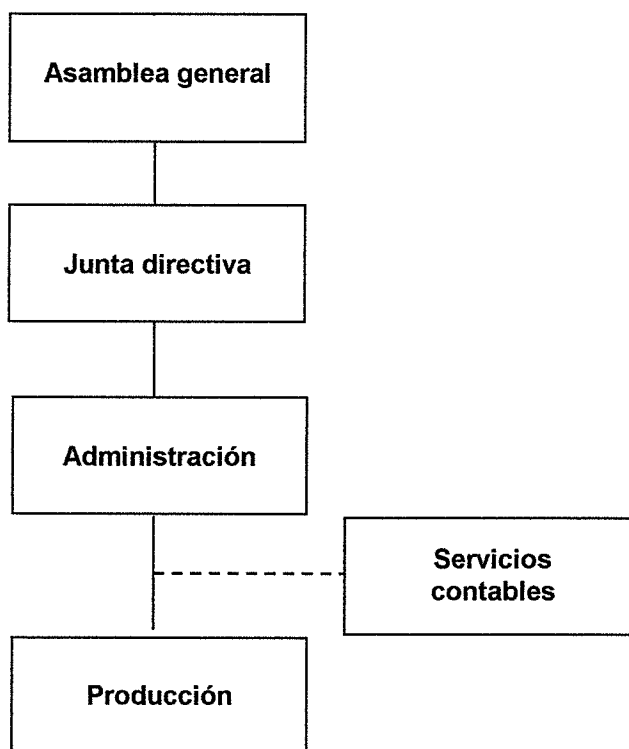 Asamblea general
Junta directiva
Administración
Servicios
contables
Producción